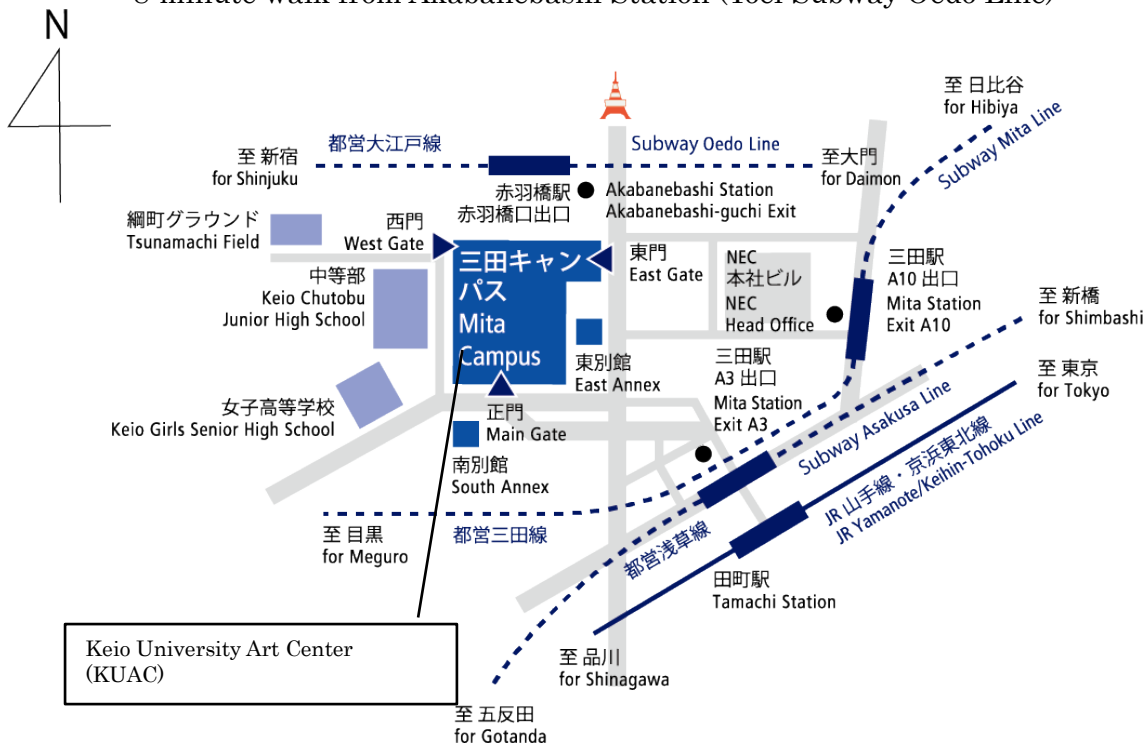 8-minute walk from Akabanebashi Station (Toei Subway Oedo Line)
N
至 日比谷
for Hibiya
Subway Mita Line
都営大江戸線
Subway Oedo Line
至 新宿
for Shinjuku
至大門
for Daimon
赤羽橋駅
赤羽橋口出口
Akabanebashi Station
Akabanebashi-guchi Exit
綱町グラウンド
Tsunamachi Field
西門
West Gate
三田キャン
パス
Mita
Campus
東門
East Gate
NEC
本社ビル
NEC
Head Office
三田駅
A10 出口
Mita Station
Exit A10
中等部
Keio Chutobu
Junior High School
至 新橋
for Shimbashi
東別館
East Annex
三田駅
A3 出口
Mita Station
Exit A3
至 東京
for Tokyo
女子高等学校
Keio Girls Senior High School
正門
Main Gate
Subway Asakusa Line
南別館
South Annex
JR 山手線・京浜東北線
JR Yamanote/Keihin-Tohoku Line
至 目黒
for Meguro
都営三田線
都営浅草線
田町駅
Tamachi Station
Keio University Art Center
(KUAC)
至 品川
for Shinagawa
至 五反田
for Gotanda